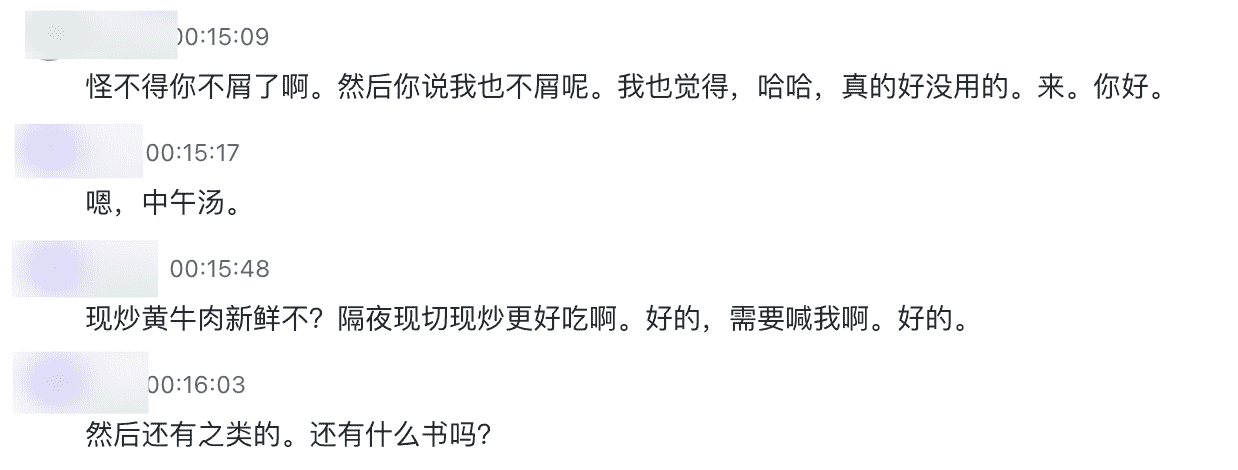 00:15:09
怪不得你不屑了啊。然后你说我也不屑呢。我也觉得，哈哈，真的好没用的。来。你好。
00:15:17
嗯，中午汤。
00:15:48
现炒黄牛肉新鲜不？隔夜现切现炒更好吃啊。好的，需要喊我啊。好的。
00:16:03
然后还有之类的。还有什么书吗？